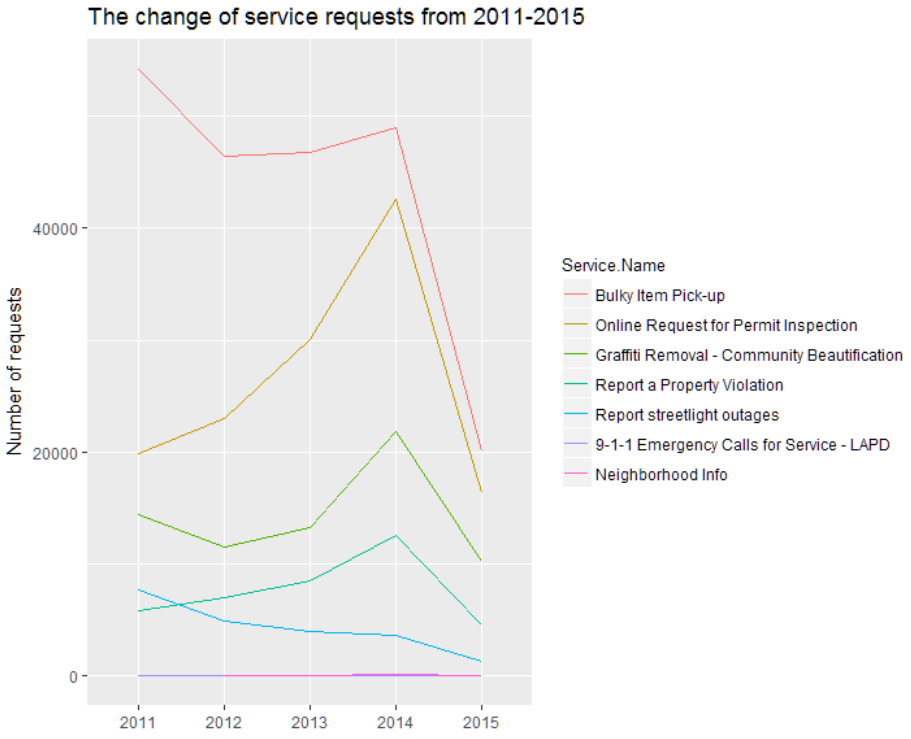 The change of service requests from 2011-2015
Number of requests
40000
20000
0
2011 2012 2013 2014 2015
Service.Name
Bulky Item Pick-up
Online Request for Permit Inspection
Graffiti Removal - Community Beautification
Report a Property Violation
Report streetlight outages
9-1-1 Emergency Calls for Service - LAPD
Neighborhood Info